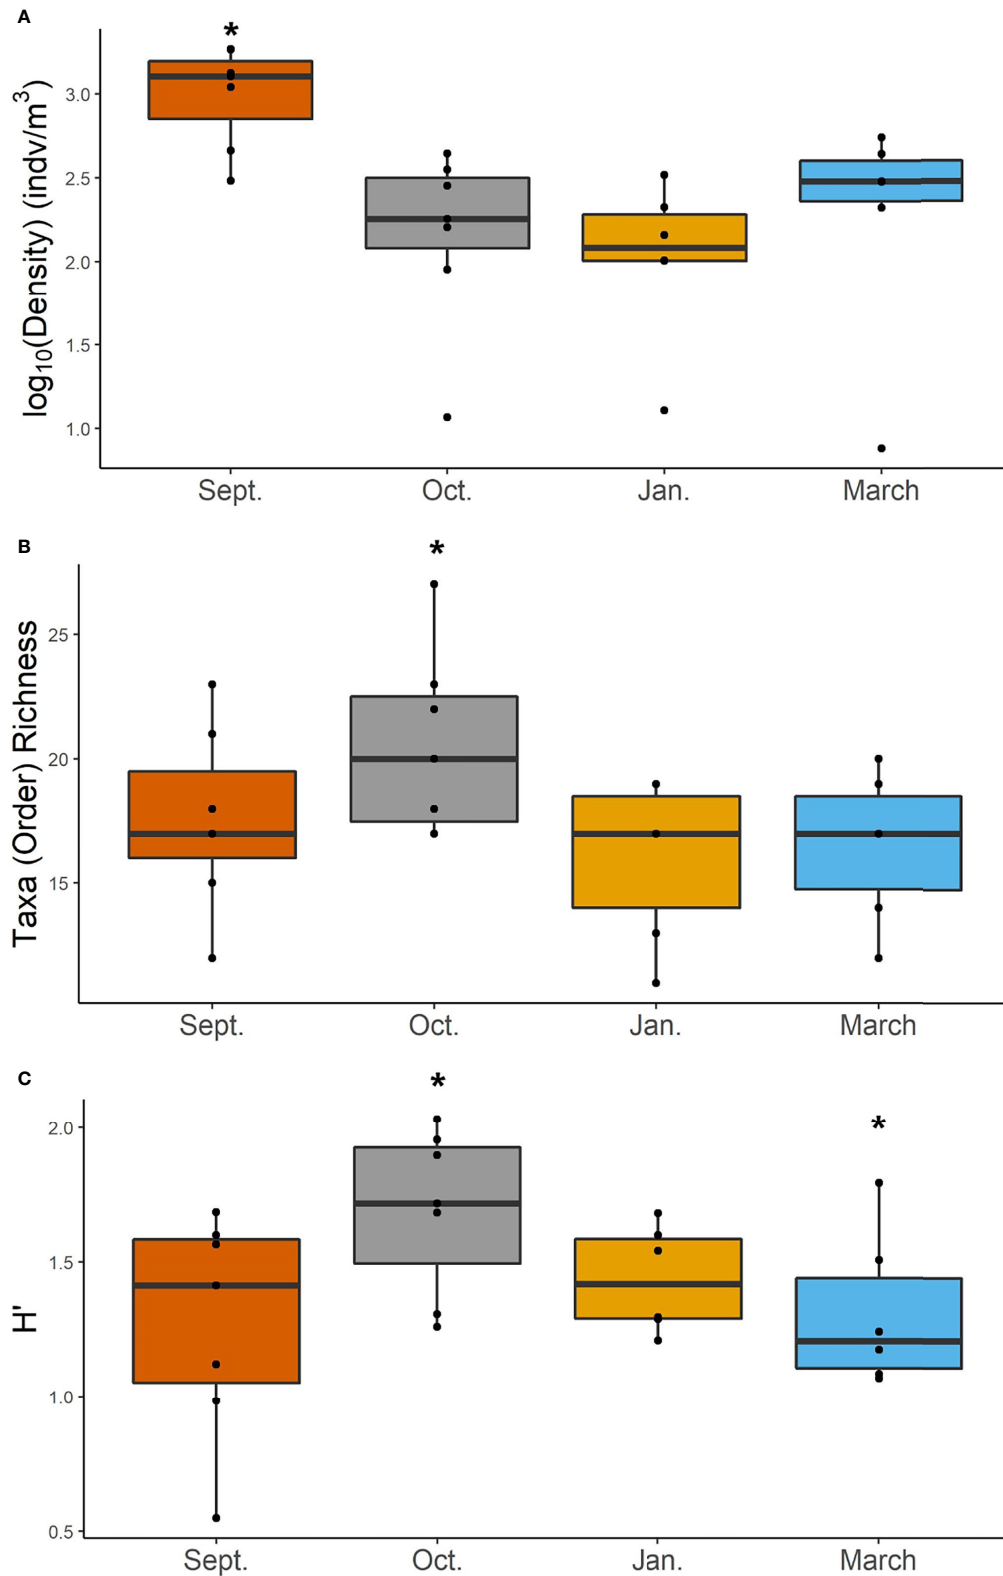 A
*
log₁₀(Density) (indv/m³)
3.0
2.5
2.0
1.5
1.0
Sept. Oct. Jan. March
B
*
Taxa (Order) Richness
25
20
15
Sept. Oct. Jan. March
C
*
*
H'
2.0
1.5
1.0
0.5
Sept. Oct. Jan. March